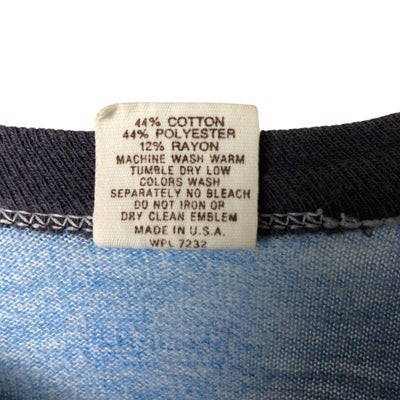 44% COTTON
44% POLYESTER
12% RAYON
MACHINE WASH WARM
TUMBLE DRY LOW
COLORS WASH
SEPARATELY NO BLEACH
DO NOT IRON OR
DRY CLEAN EMBLEM
MADE IN U.S.A.
WPL 7232